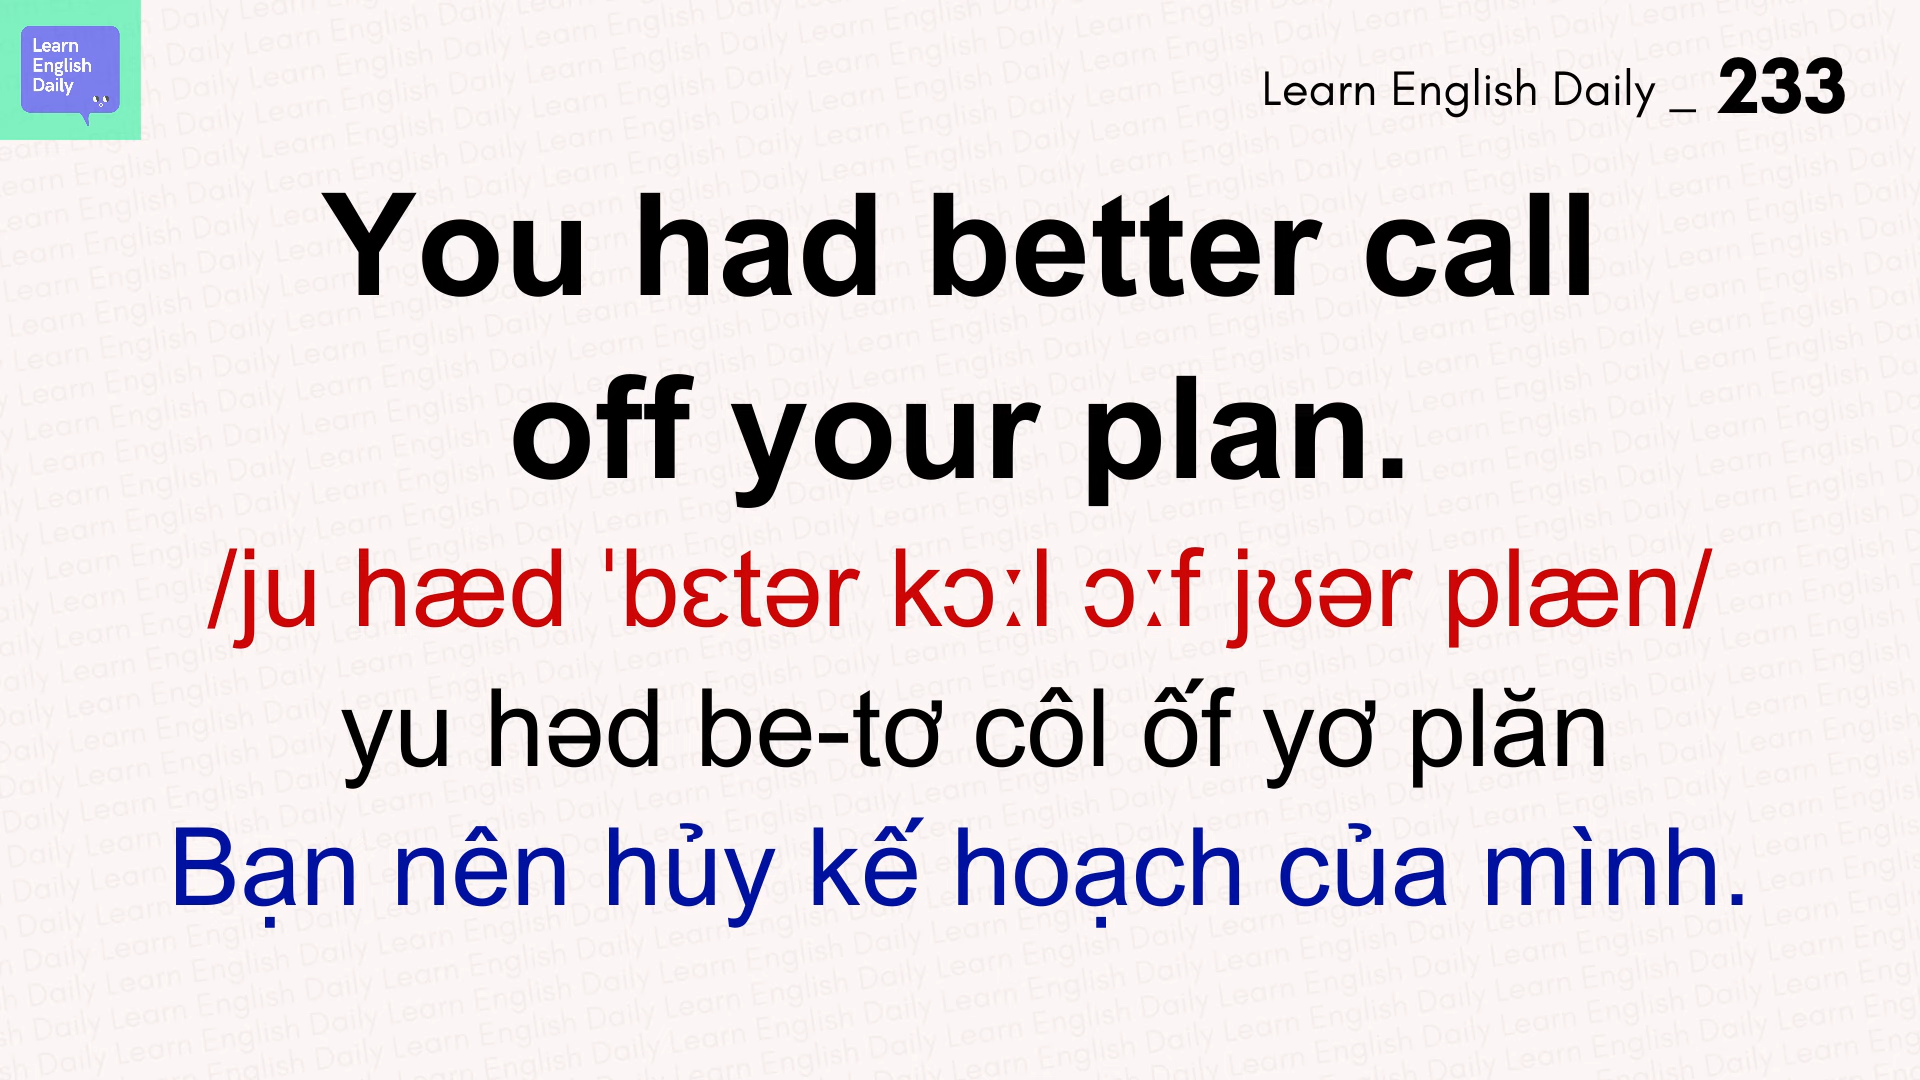 Learn
English
Daily
Learn English Daily _ 233
You had better call
off your plan.
/ju hæd ˈbɛtər kɔːl ɔːf jʊər plæn/
yu həd be-tơ côl ốf yơ plăn
Bạn nên hủy kế hoạch của mình.